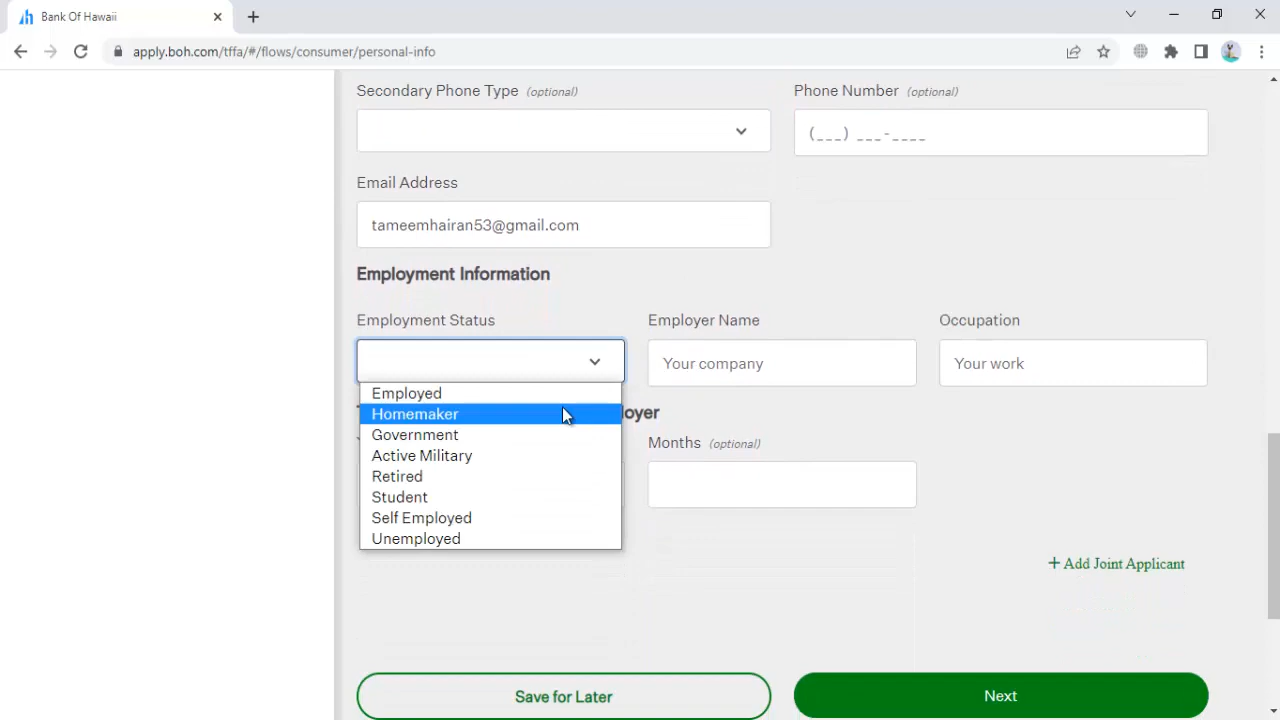 Bank Of Hawaii
apply.boh.com/tffa/#/flows/consumer/personal-info
Secondary Phone Type (optional)
Phone Number (optional)
(___) ___-____
Email Address
tameemhairan53@gmail.com
Employment Information
Employment Status
Employer Name
Occupation
Your company
Your work
Employed
Homemaker
Government
Active Military
Retired
Student
Self Employed
Unemployed
Months (optional)
+ Add Joint Applicant
Save for Later
Next